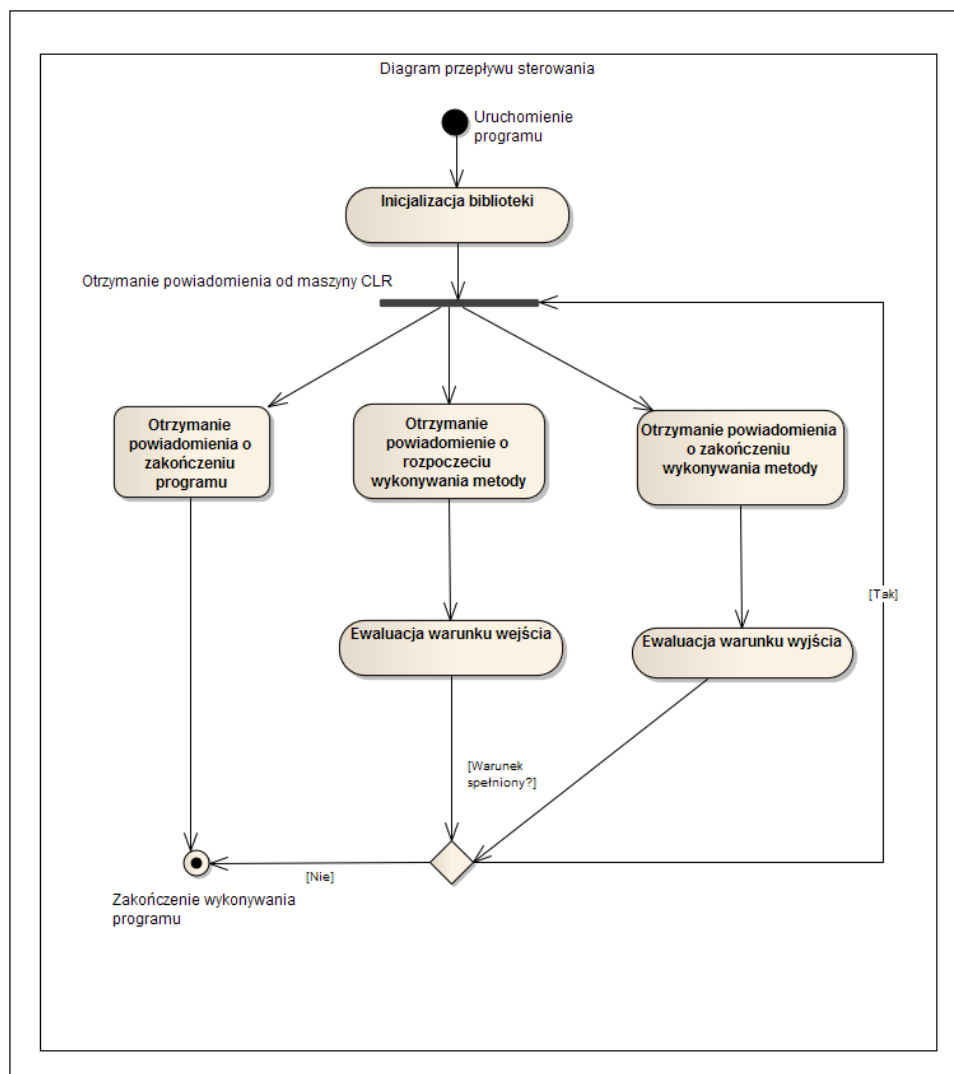 Diagram przepływu sterowania
Uruchomienie
programu
Inicjalizacja biblioteki
Otrzymanie powiadomienia od maszyny CLR
Otrzymanie
powiadomienia o
zakończeniu
programu
Otrzymanie
powiadomienie o
rozpoczeciu
wykonywania metody
Otrzymanie powiadomienia
o zakończeniu
wykonywania metody
[Tak]
Ewaluacja warunku wejścia
Ewaluacja warunku wyjścia
[Warunek
spełniony?]
[Nie]
Zakończenie wykonywania
programu